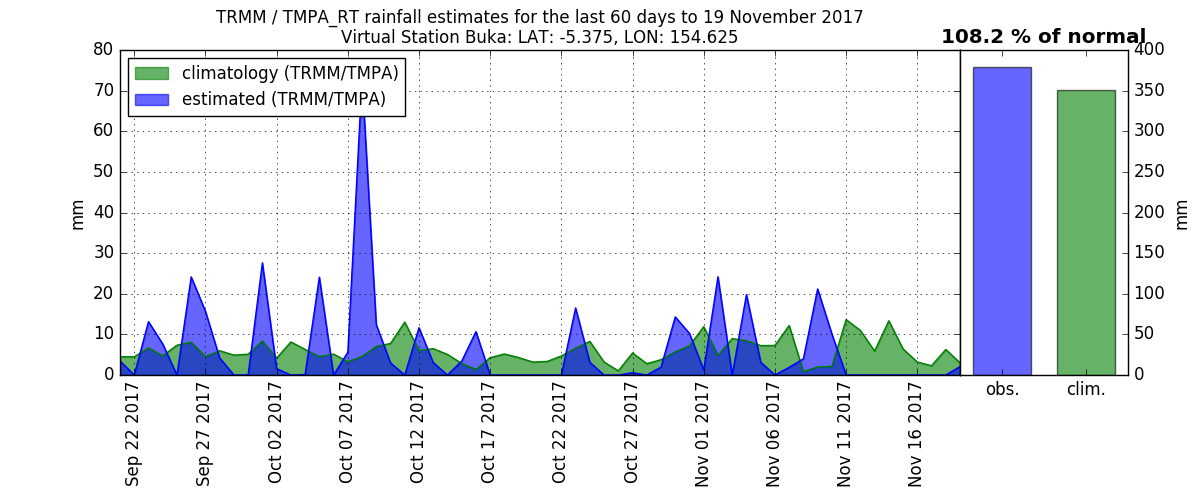 TRMM / TMPA_RT rainfall estimates for the last 60 days to 19 November 2017
Virtual Station Buka: LAT: -5.375, LON: 154.625
108.2 % of normal
climatology (TRMM/TMPA)
estimated (TRMM/TMPA)
mm
80
70
60
50
40
30
20
10
0
Sep 22 2017
Sep 27 2017
Oct 02 2017
Oct 07 2017
Oct 12 2017
Oct 17 2017
Oct 22 2017
Oct 27 2017
Nov 01 2017
Nov 06 2017
Nov 11 2017
Nov 16 2017
obs.
clim.
400
350
300
250
200
150
100
50
0
mm